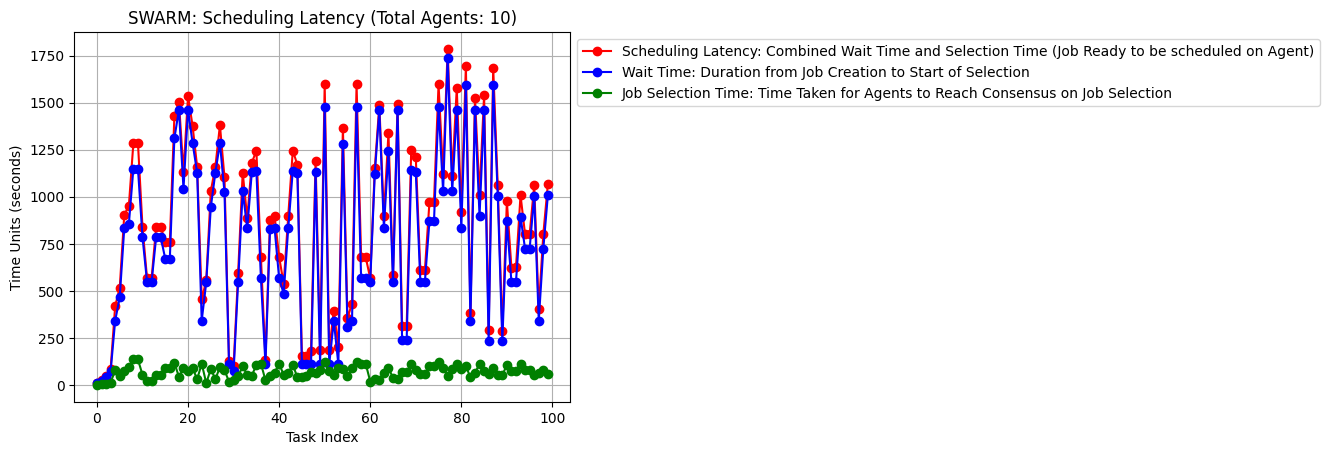 SWARM: Scheduling Latency (Total Agents: 10)
Scheduling Latency: Combined Wait Time and Selection Time (Job Ready to be scheduled on Agent)
Wait Time: Duration from Job Creation to Start of Selection
Job Selection Time: Time Taken for Agents to Reach Consensus on Job Selection
Time Units (seconds)
1750
1500
1250
1000
750
500
250
0
0 20 40 60 80 100
Task Index